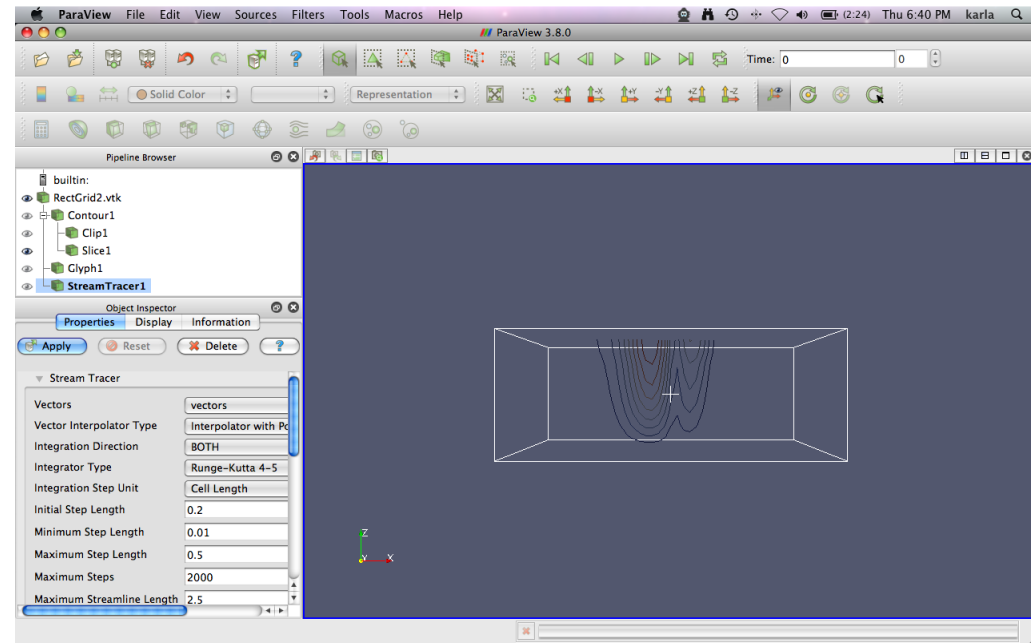 ParaView File Edit View Sources Filters Tools Macros Help (2:24) Thu 6:40 PM karla
ParaView 3.8.0
Time: 0 0
Solid Color Representation +X -X +Y -Y +Z -Z
Pipeline Browser
builtin:
RectGrid2.vtk
Contour1
Clip1
Slice1
Glyph1
StreamTracer1
Object Inspector
Properties Display Information
Apply Reset Delete ?
Stream Tracer
Vectors vectors
Vector Interpolator Type Interpolator with Po
Integration Direction BOTH
Integrator Type Runge-Kutta 4-5
Integration Step Unit Cell Length
Initial Step Length 0.2
Minimum Step Length 0.01
Maximum Step Length 0.5
Maximum Steps 2000
Maximum Streamline Length 2.5
Z
Y X